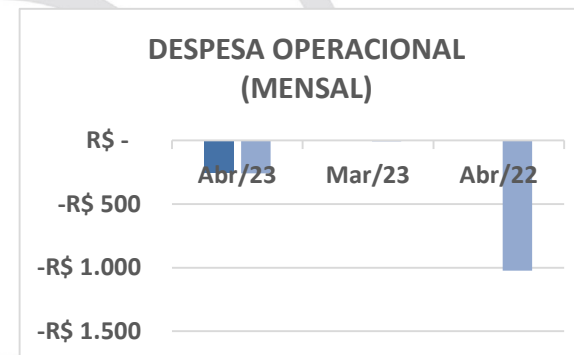 DESPESA OPERACIONAL
(MENSAL)
R$ -
Abr/23 Mar/23 Abr/22
-R$ 500
-R$ 1.000
-R$ 1.500